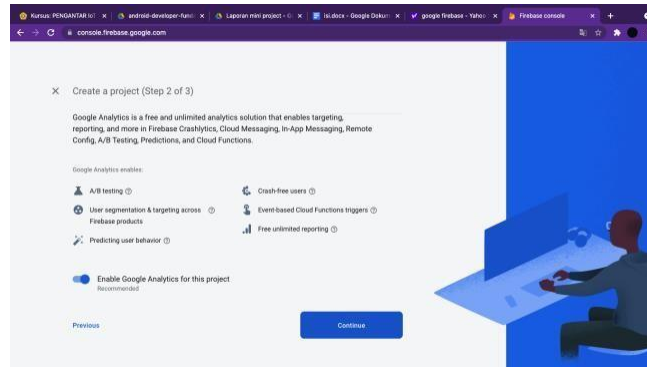 Kursus: PENGANTAR IoT
android-developer-fund
Laporan mini project - G
isi.docx - Google Dokum
google firebase - Yahoo
Firebase console
console.firebase.google.com
Create a project (Step 2 of 3)
Google Analytics is a free and unlimited analytics solution that enables targeting,
reporting, and more in Firebase Crashlytics, Cloud Messaging, In-App Messaging, Remote
Config, A/B Testing, Predictions, and Cloud Functions.
Google Analytics enables:
A/B testing
User segmentation & targeting across
Firebase products
Predicting user behavior
Crash-free users
Event-based Cloud Functions triggers
Free unlimited reporting
Enable Google Analytics for this project
Recommended
Previous
Continue